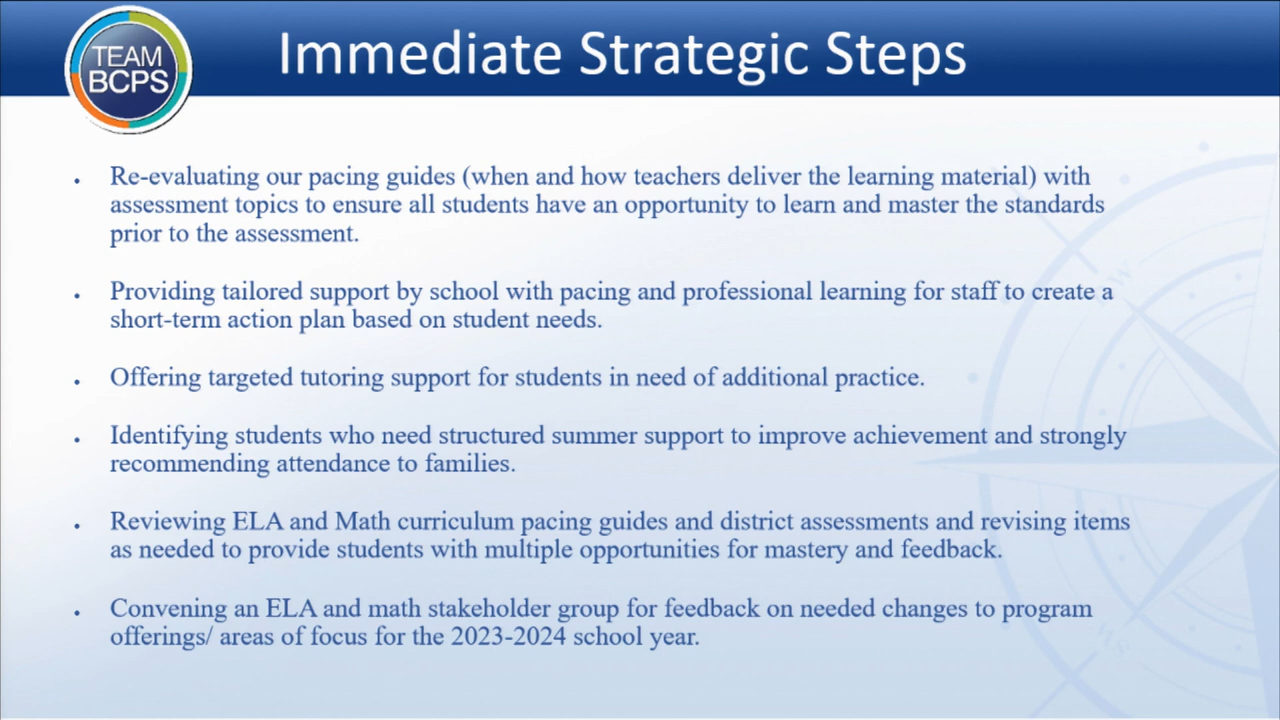 TEAM
BCPS
Immediate Strategic Steps
• Re-evaluating our pacing guides (when and how teachers deliver the learning material) with
assessment topics to ensure all students have an opportunity to learn and master the standards
prior to the assessment.
• Providing tailored support by school with pacing and professional learning for staff to create a
short-term action plan based on student needs.
• Offering targeted tutoring support for students in need of additional practice.
• Identifying students who need structured summer support to improve achievement and strongly
recommending attendance to families.
• Reviewing ELA and Math curriculum pacing guides and district assessments and revising items
as needed to provide students with multiple opportunities for mastery and feedback.
• Convening an ELA and math stakeholder group for feedback on needed changes to program
offerings/ areas of focus for the 2023-2024 school year.